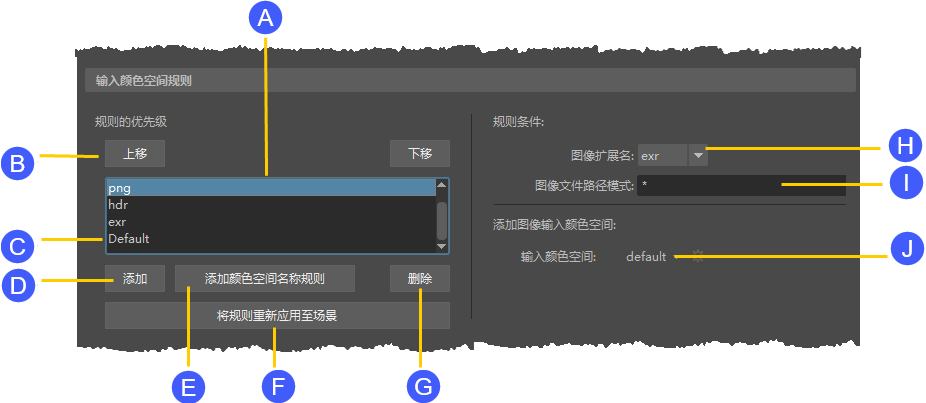 A
输入颜色空间规则
规则的优先级
规则条件:
B
上移
下移
图像扩展名:
exr
H
png
图像文件路径模式:
*
I
hdr
exr
C
Default
添加图像输入颜色空间:
输入颜色空间:
default
J
D
添加
添加颜色空间名称规则
删除
将规则重新应用至场景
E
F
G